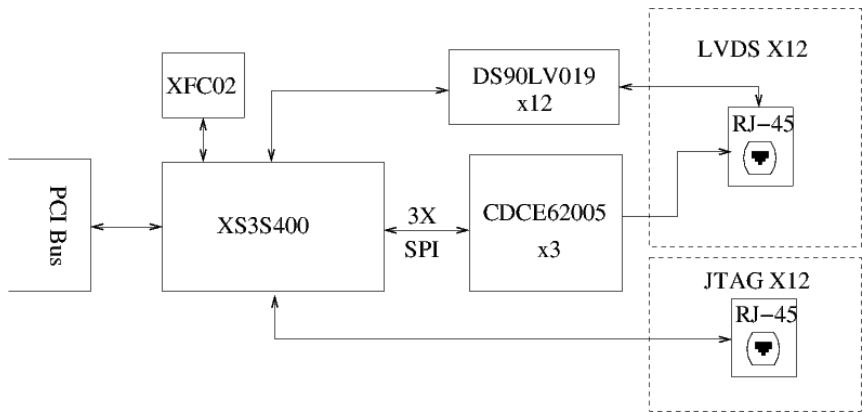 LVDS X12
DS90LV019
x12
XFC02
RJ-45
PCI Bus
XS3S400
3X
SPI
CDCE62005
x3
JTAG X12
RJ-45